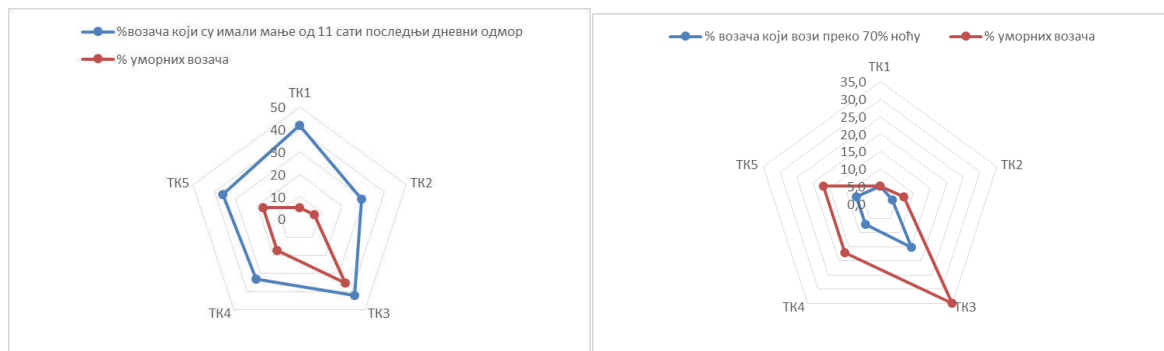 %возача који су имали мање од 11 сати последњи дневни одмор
% уморних возача
ТК1
50
40
30
20
10
0
ТК2
ТК3
ТК4
ТК5
% возача који вози преко 70% ноћу
% уморних возача
ТК1
35,0
30,0
25,0
20,0
15,0
10,0
5,0
0,0
ТК2
ТК3
ТК4
ТК5